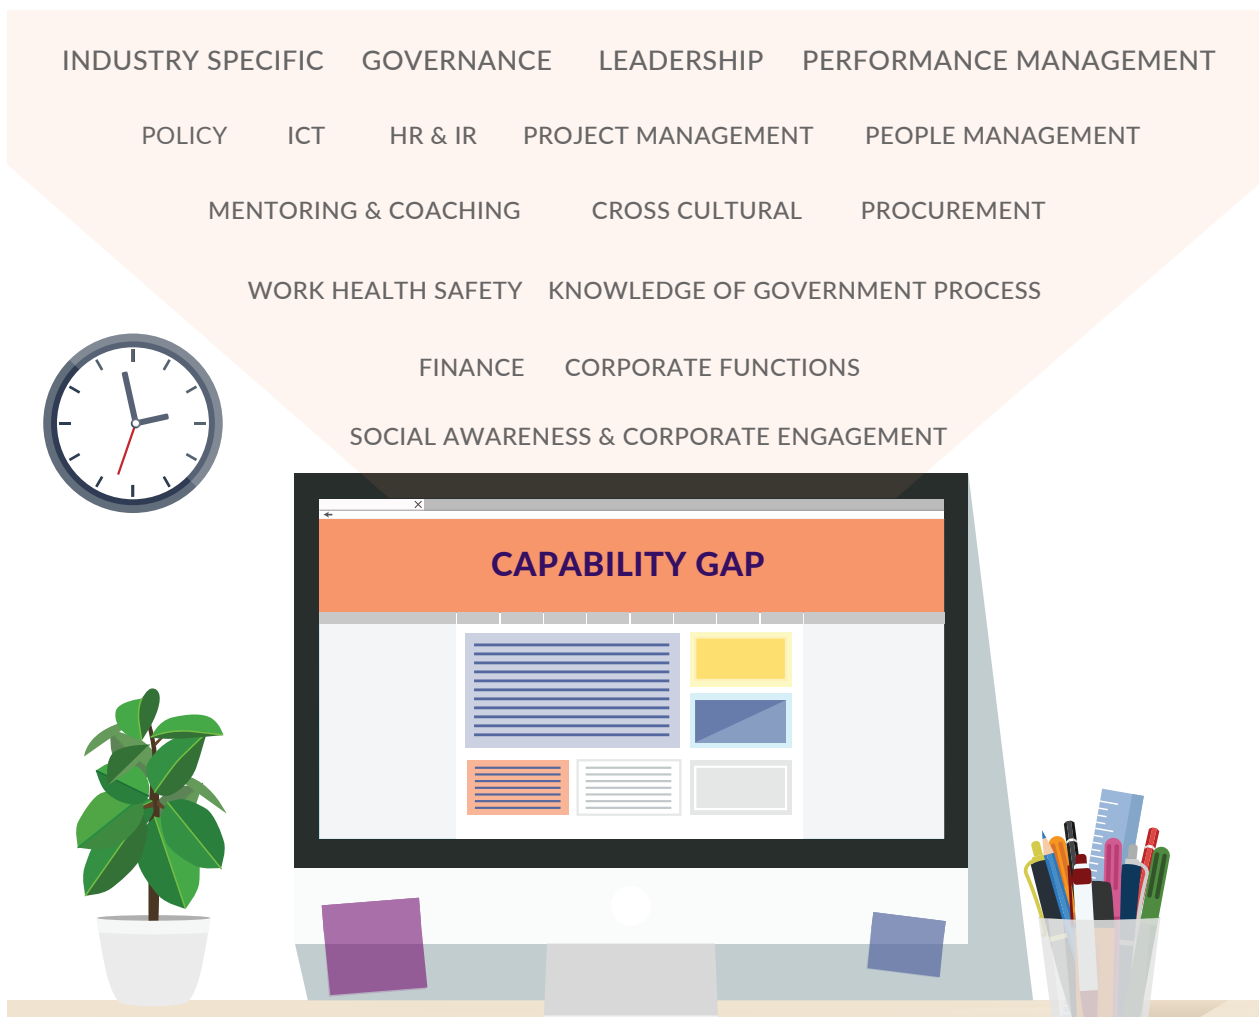 INDUSTRY SPECIFIC GOVERNANCE LEADERSHIP PERFORMANCE MANAGEMENT
POLICY ICT HR & IR PROJECT MANAGEMENT PEOPLE MANAGEMENT
MENTORING & COACHING CROSS CULTURAL PROCUREMENT
WORK HEALTH SAFETY KNOWLEDGE OF GOVERNMENT PROCESS
FINANCE CORPORATE FUNCTIONS
SOCIAL AWARENESS & CORPORATE ENGAGEMENT
CAPABILITY GAP